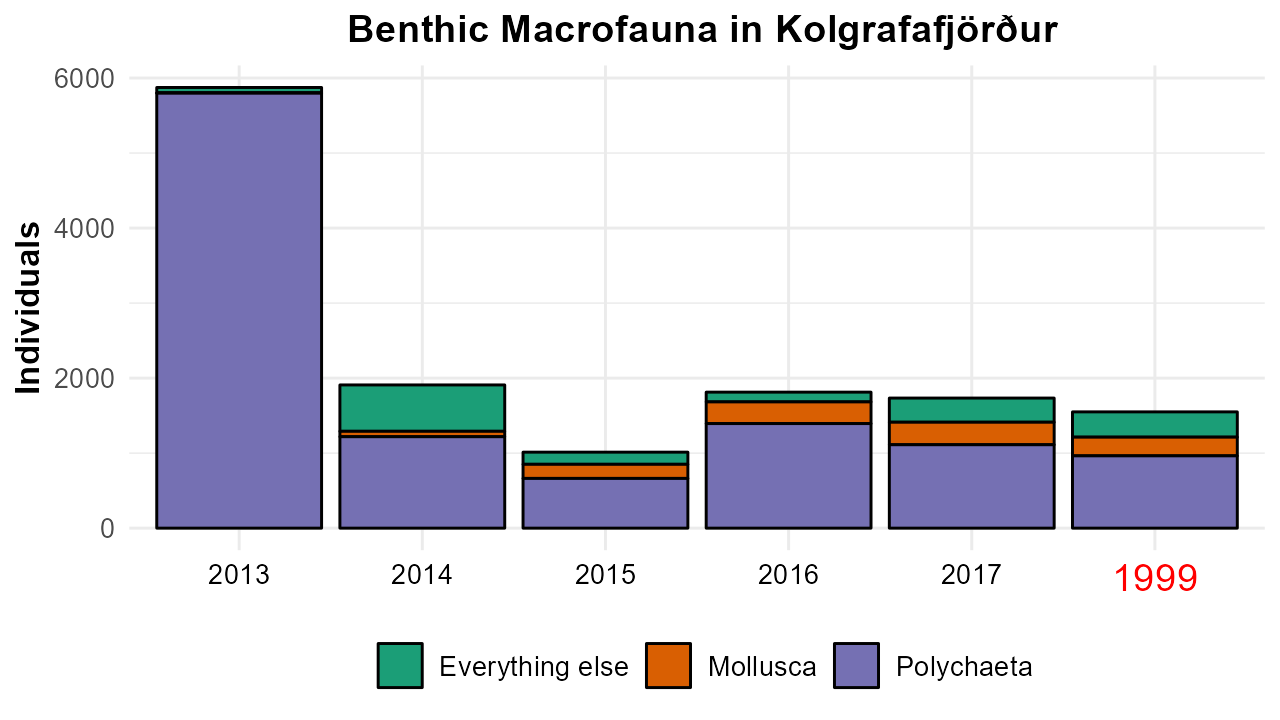 Benthic Macrofauna in Kolgrafafjörður
Individuals
6000
4000
2000
0
2013 2014 2015 2016 2017 1999
Everything else Mollusca Polychaeta